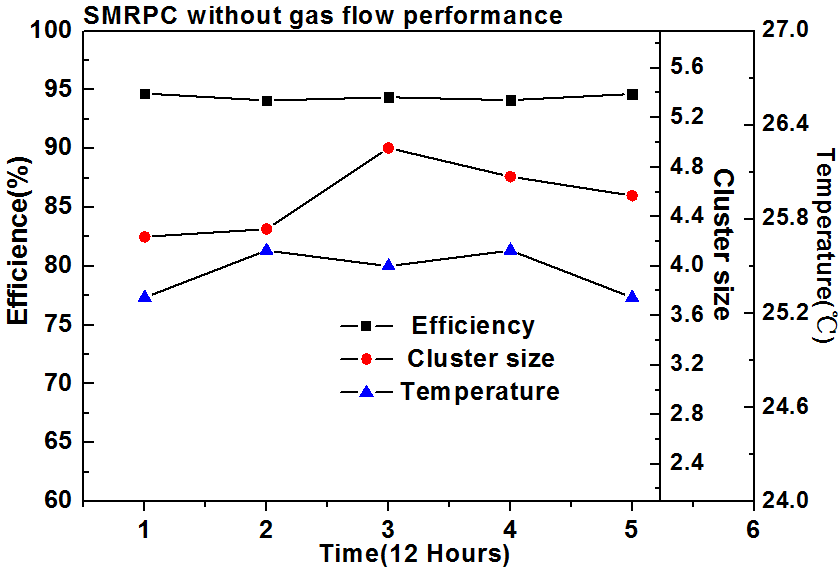 SMRPC without gas flow performance
100
95
90
85
80
75
70
65
60
Efficience(%)
Efficiency
Cluster size
Temperature
5.6
5.2
4.8
4.4
4.0
3.6
3.2
2.8
2.4
Cluster size
27.0
26.4
25.8
25.2
24.6
24.0
Temperature(℃)
1 2 3 4 5 6
Time(12 Hours)